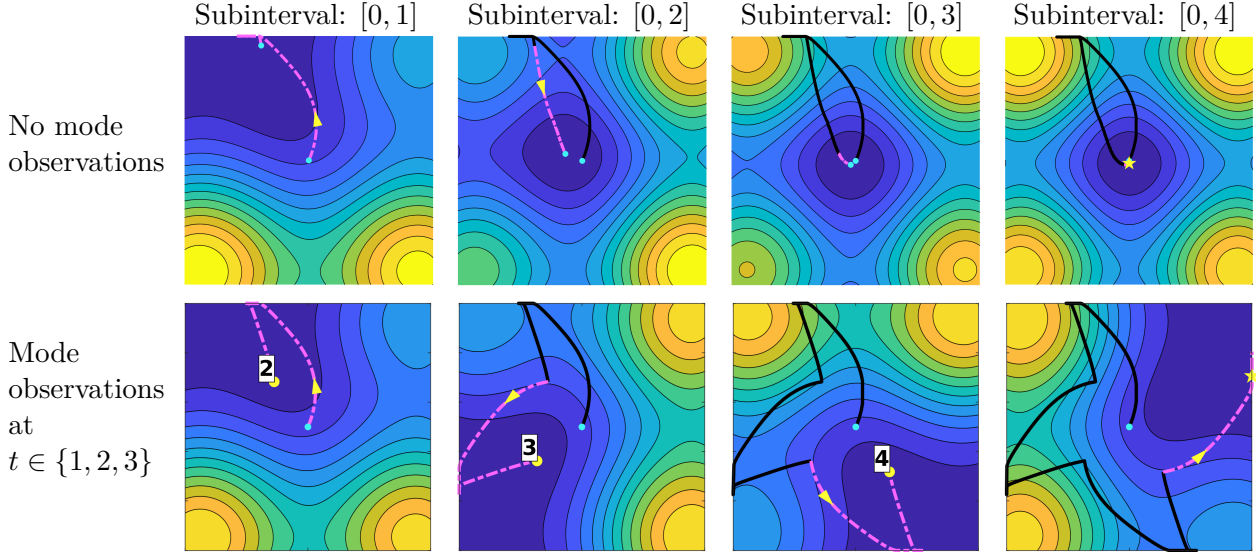 Subinterval: [0, 1]
Subinterval: [0, 2]
Subinterval: [0, 3]
Subinterval: [0, 4]
No mode
observations
Mode
observations
at
t ∈ {1, 2, 3}
2
3
4